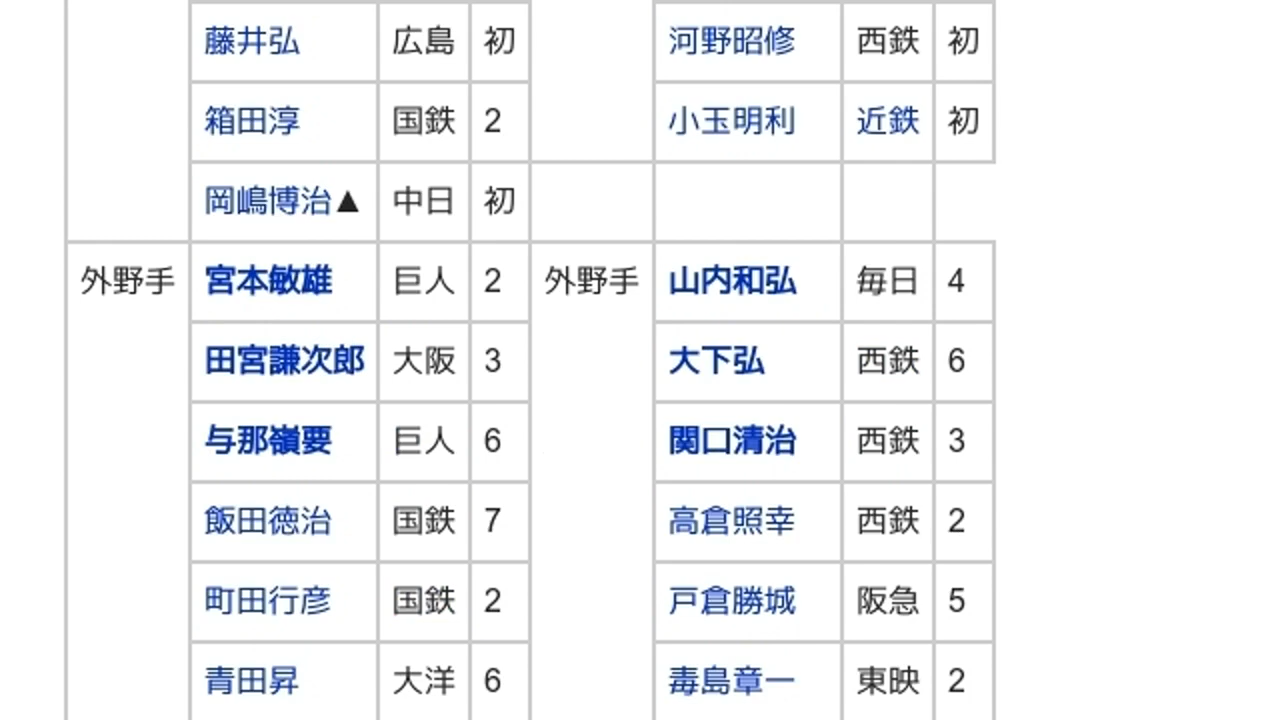 藤井弘 広島 初 河野昭修 西鉄 初
箱田淳 国鉄 2 小玉明利 近鉄 初
岡嶋博治▲ 中日 初
外野手 宮本敏雄 巨人 2 外野手 山内和弘 毎日 4
田宮謙次郎 大阪 3 大下弘 西鉄 6
与那嶺要 巨人 6 関口清治 西鉄 3
飯田徳治 国鉄 7 高倉照幸 西鉄 2
町田行彦 国鉄 2 戸倉勝城 阪急 5
青田昇 大洋 6 毒島章一 東映 2